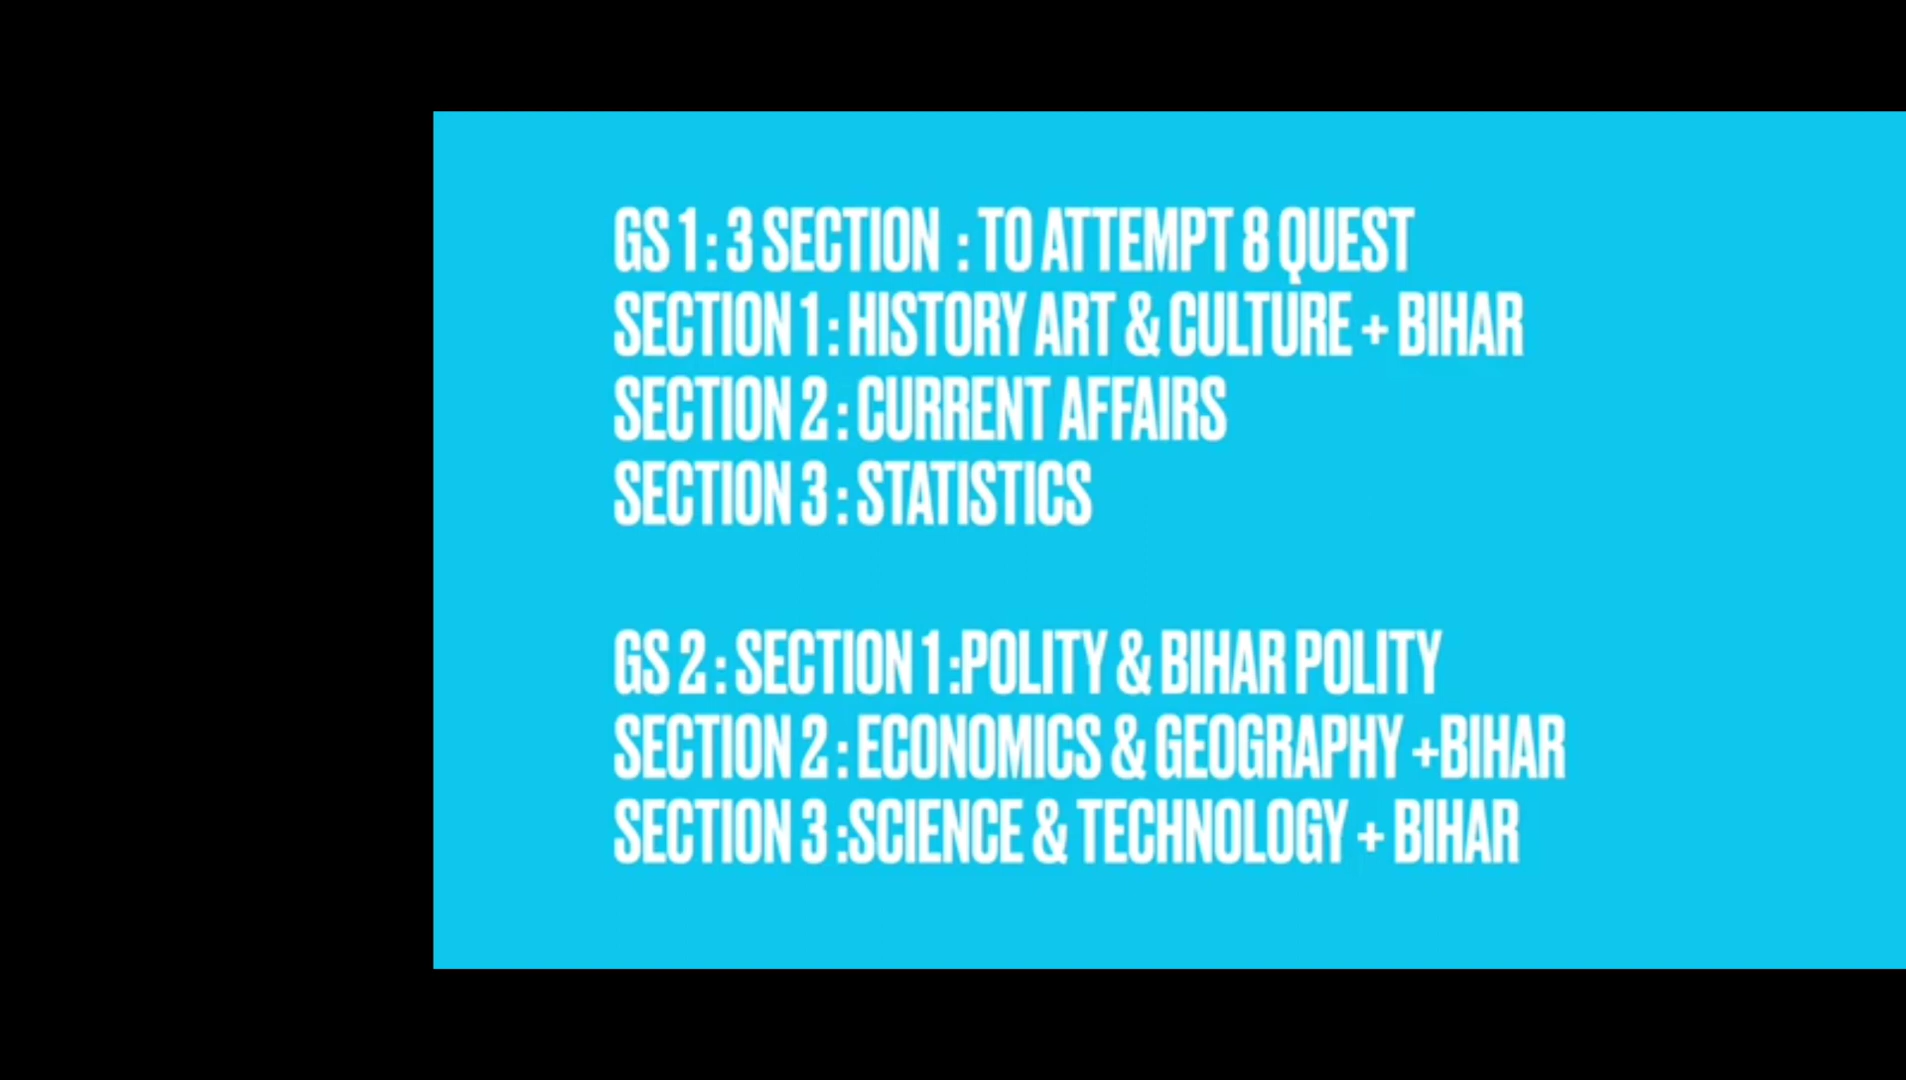 GS 1 : 3 SECTION : TO ATTEMPT 8 QUEST
SECTION 1 : HISTORY ART & CULTURE + BIHAR
SECTION 2 : CURRENT AFFAIRS
SECTION 3 : STATISTICS
GS 2 : SECTION 1 :POLITY & BIHAR POLITY
SECTION 2 : ECONOMICS & GEOGRAPHY +BIHAR
SECTION 3 :SCIENCE & TECHNOLOGY + BIHAR